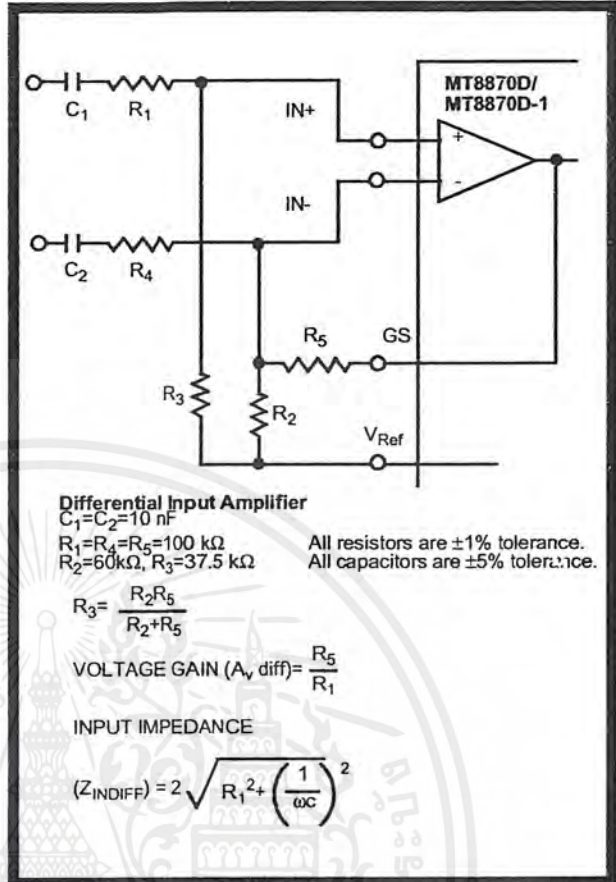 MT8870D/
MT8870D-1
C₁ R₁ IN+
+
IN-
-
C₂ R₄
R₅ GS
R₃ R₂
V_Ref
Differential Input Amplifier
C₁=C₂=10 nF
R₁=R₄=R₅=100 kΩ All resistors are ±1% tolerance.
R₂=60kΩ, R₃=37.5 kΩ All capacitors are ±5% tolerance.
R₃= R₂R₅ / R₂+R₅
VOLTAGE GAIN (Aᵥ diff)= R₅ / R₁
INPUT IMPEDANCE
(Z_INDIFF) = 2 √ R₁²+ (1 / ωc)²